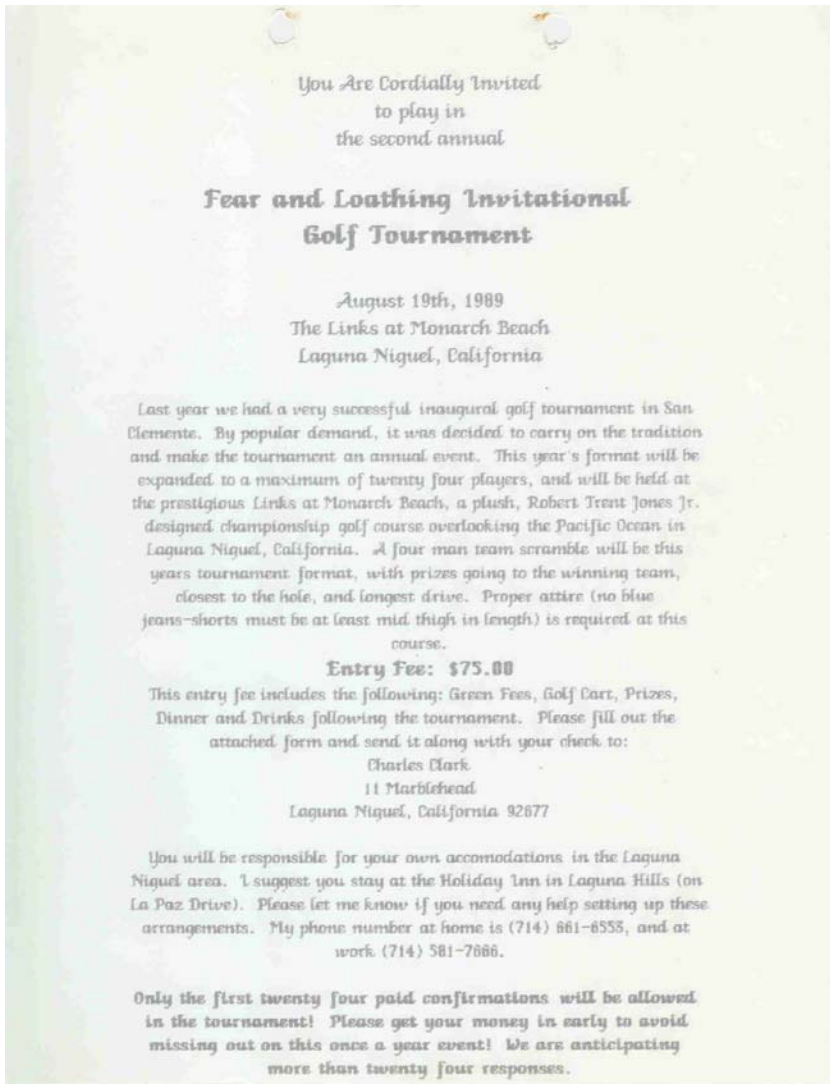 You Are Cordially Invited
to play in
the second annual
Fear and Loathing Invitational
Golf Tournament
August 19th, 1989
The Links at Monarch Beach
Laguna Niguel, California
Last year we had a very successful inaugural golf tournament in San
Clemente. By popular demand, it was decided to carry on the tradition
and make the tournament an annual event. This year's format will be
expanded to a maximum of twenty four players, and will be held at
the prestigious Links at Monarch Beach, a plush, Robert Trent Jones Jr.
designed championship golf course overlooking the Pacific Ocean in
Laguna Niguel, California. A four man team scramble will be this
years tournament format, with prizes going to the winning team,
closest to the hole, and longest drive. Proper attire (no blue
jeans-shorts must be at least mid thigh in length) is required at this
course.
Entry Fee: $75.00
This entry fee includes the following: Green Fees, Golf Cart, Prizes,
Dinner and Drinks following the tournament. Please fill out the
attached form and send it along with your check to:
Charles Clark
11 Marblehead
Laguna Niguel, California 92677
You will be responsible for your own accomodations in the Laguna
Niguel area. I suggest you stay at the Holiday Inn in Laguna Hills (on
La Paz Drive). Please let me know if you need any help setting up these
arrangements. My phone number at home is (714) 661-6553, and at
work (714) 581-7666.
Only the first twenty four paid confirmations will be allowed
in the tournament! Please get your money in early to avoid
missing out on this once a year event! We are anticipating
more than twenty four responses.